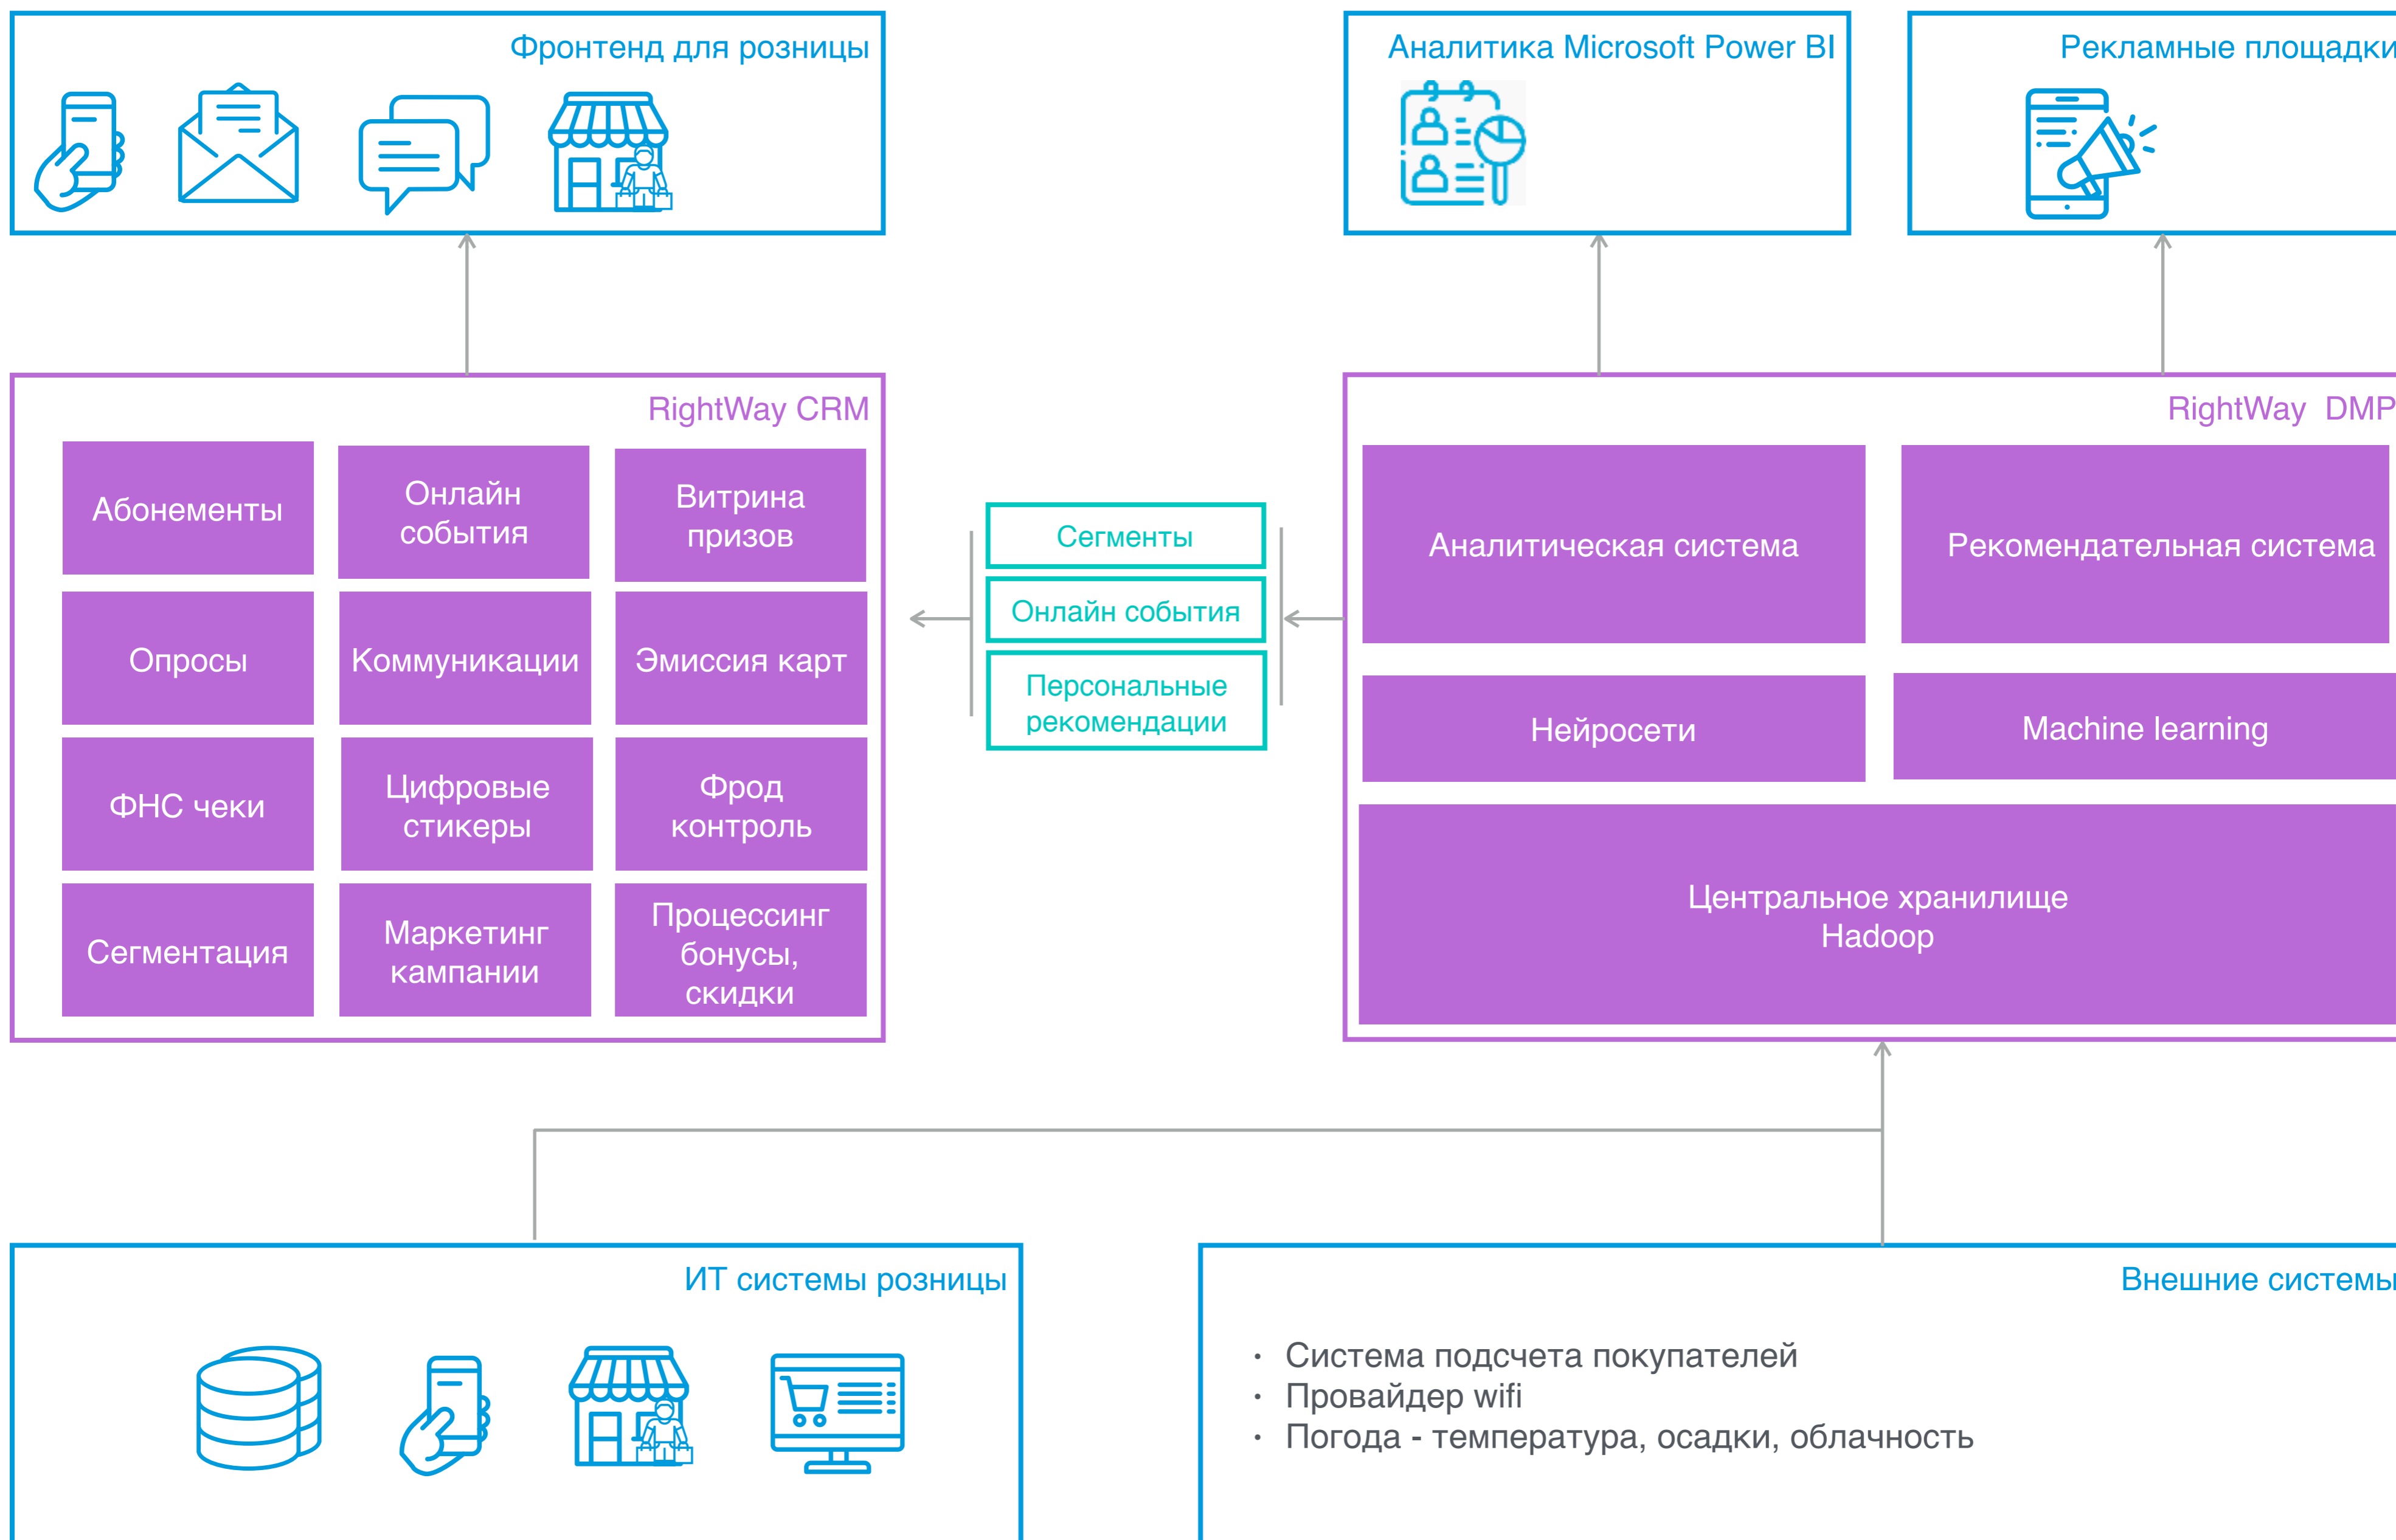 Фронтенд для розницы
Аналитика Microsoft Power BI
Рекламные площадки
RightWay CRM
Абонементы
Онлайн
события
Витрина
призов
Опросы
Коммуникации
Эмиссия карт
ФНС чеки
Цифровые
стикеры
Фрод
контроль
Сегментация
Маркетинг
кампании
Процессинг
бонусы,
скидки
Сегменты
Онлайн события
Персональные
рекомендации
RightWay DMP
Аналитическая система
Рекомендательная система
Нейросети
Machine learning
Центральное хранилище
Hadoop
ИТ системы розницы
Внешние системы
• Система подсчета покупателей
• Провайдер wifi
• Погода - температура, осадки, облачность